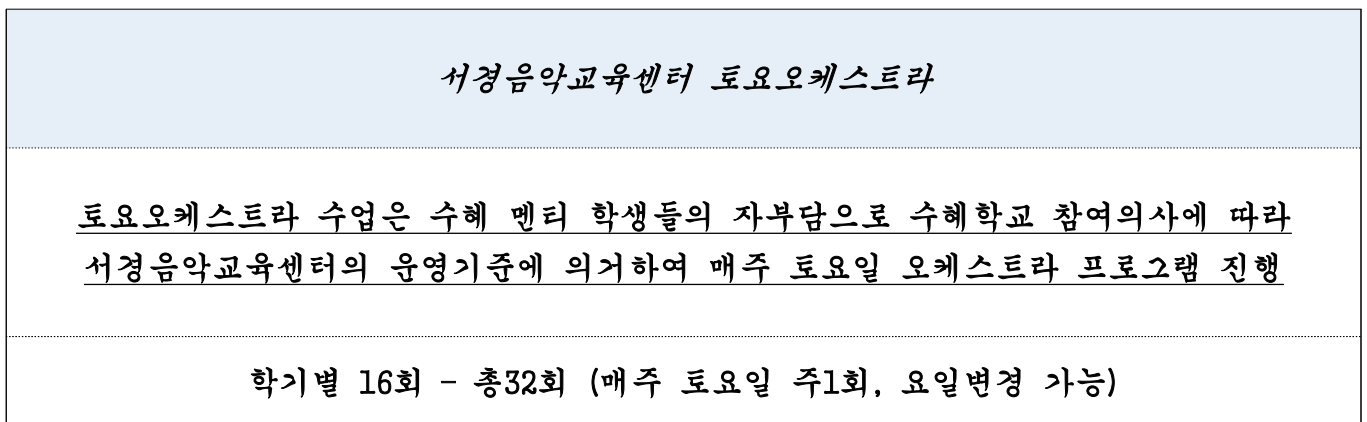 서경음악교육센터 토요오케스트라
토요오케스트라 수업은 수혜 멘티 학생들의 자부담으로 수혜학교 참여의사에 따라
서경음악교육센터의 운영기준에 의거하여 매주 토요일 오케스트라 프로그램 진행
학기별 16회 - 총32회 (매주 토요일 주1회, 요일변경 가능)